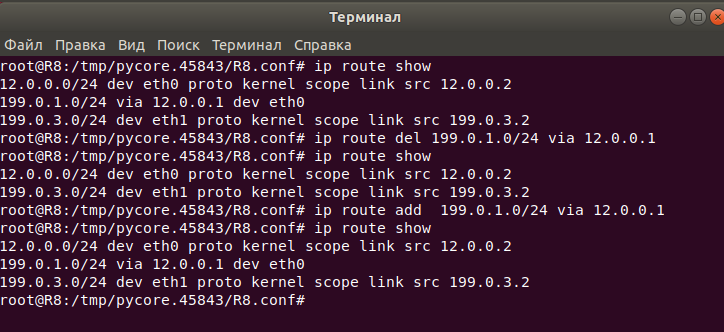 Терминал
Файл Правка Вид Поиск Терминал Справка
root@R8:/tmp/pycore.45843/R8.conf# ip route show
12.0.0.0/24 dev eth0 proto kernel scope link src 12.0.0.2
199.0.1.0/24 via 12.0.0.1 dev eth0
199.0.3.0/24 dev eth1 proto kernel scope link src 199.0.3.2
root@R8:/tmp/pycore.45843/R8.conf# ip route del 199.0.1.0/24 via 12.0.0.1
root@R8:/tmp/pycore.45843/R8.conf# ip route show
12.0.0.0/24 dev eth0 proto kernel scope link src 12.0.0.2
199.0.3.0/24 dev eth1 proto kernel scope link src 199.0.3.2
root@R8:/tmp/pycore.45843/R8.conf# ip route add  199.0.1.0/24 via 12.0.0.1
root@R8:/tmp/pycore.45843/R8.conf# ip route show
12.0.0.0/24 dev eth0 proto kernel scope link src 12.0.0.2
199.0.1.0/24 via 12.0.0.1 dev eth0
199.0.3.0/24 dev eth1 proto kernel scope link src 199.0.3.2
root@R8:/tmp/pycore.45843/R8.conf#